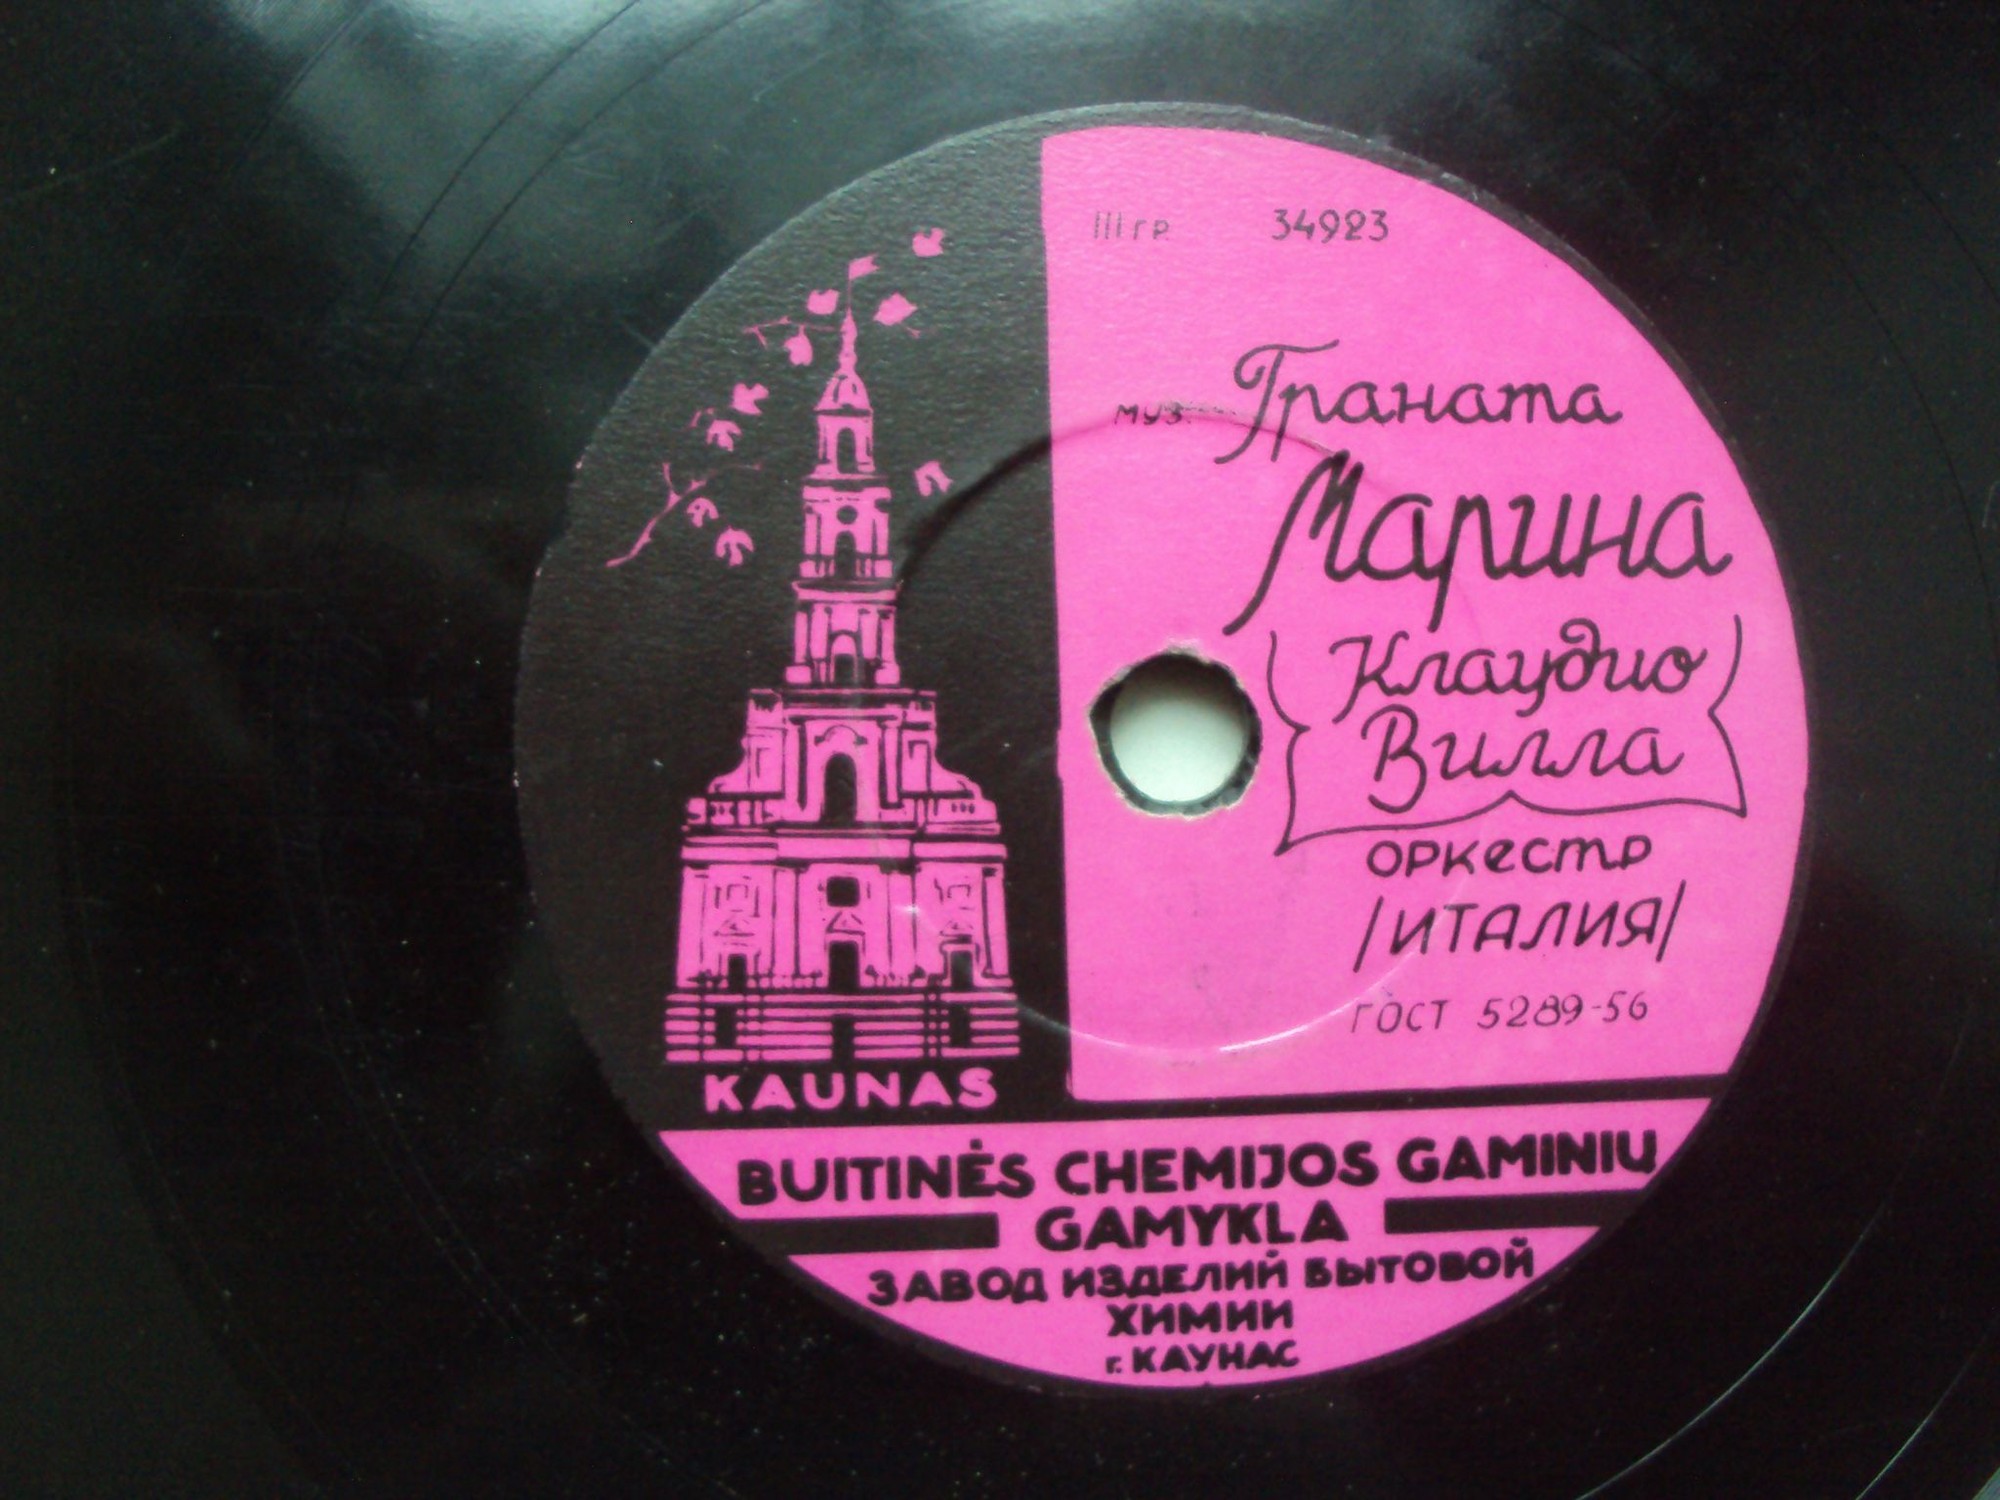 III гр. 34923
муз. Граната
Марина
Клаудио
Вилла
оркестр
/ИТАЛИЯ/
ГОСТ 5289-56
KAUNAS
BUITINĖS CHEMIJOS GAMINIŲ
GAMYKLA
ЗАВОД ИЗДЕЛИЙ БЫТОВОЙ
ХИМИИ
г. КАУНАС